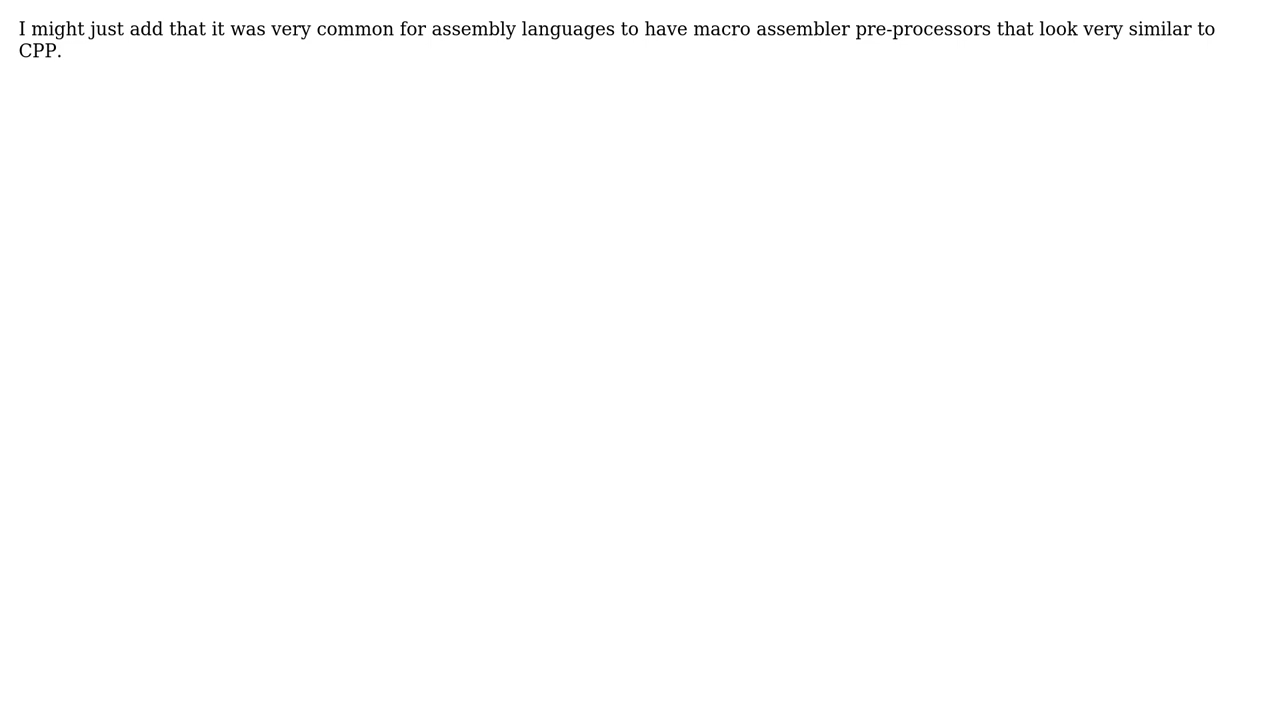 I might just add that it was very common for assembly languages to have macro assembler pre-processors that look very similar to
CPP.